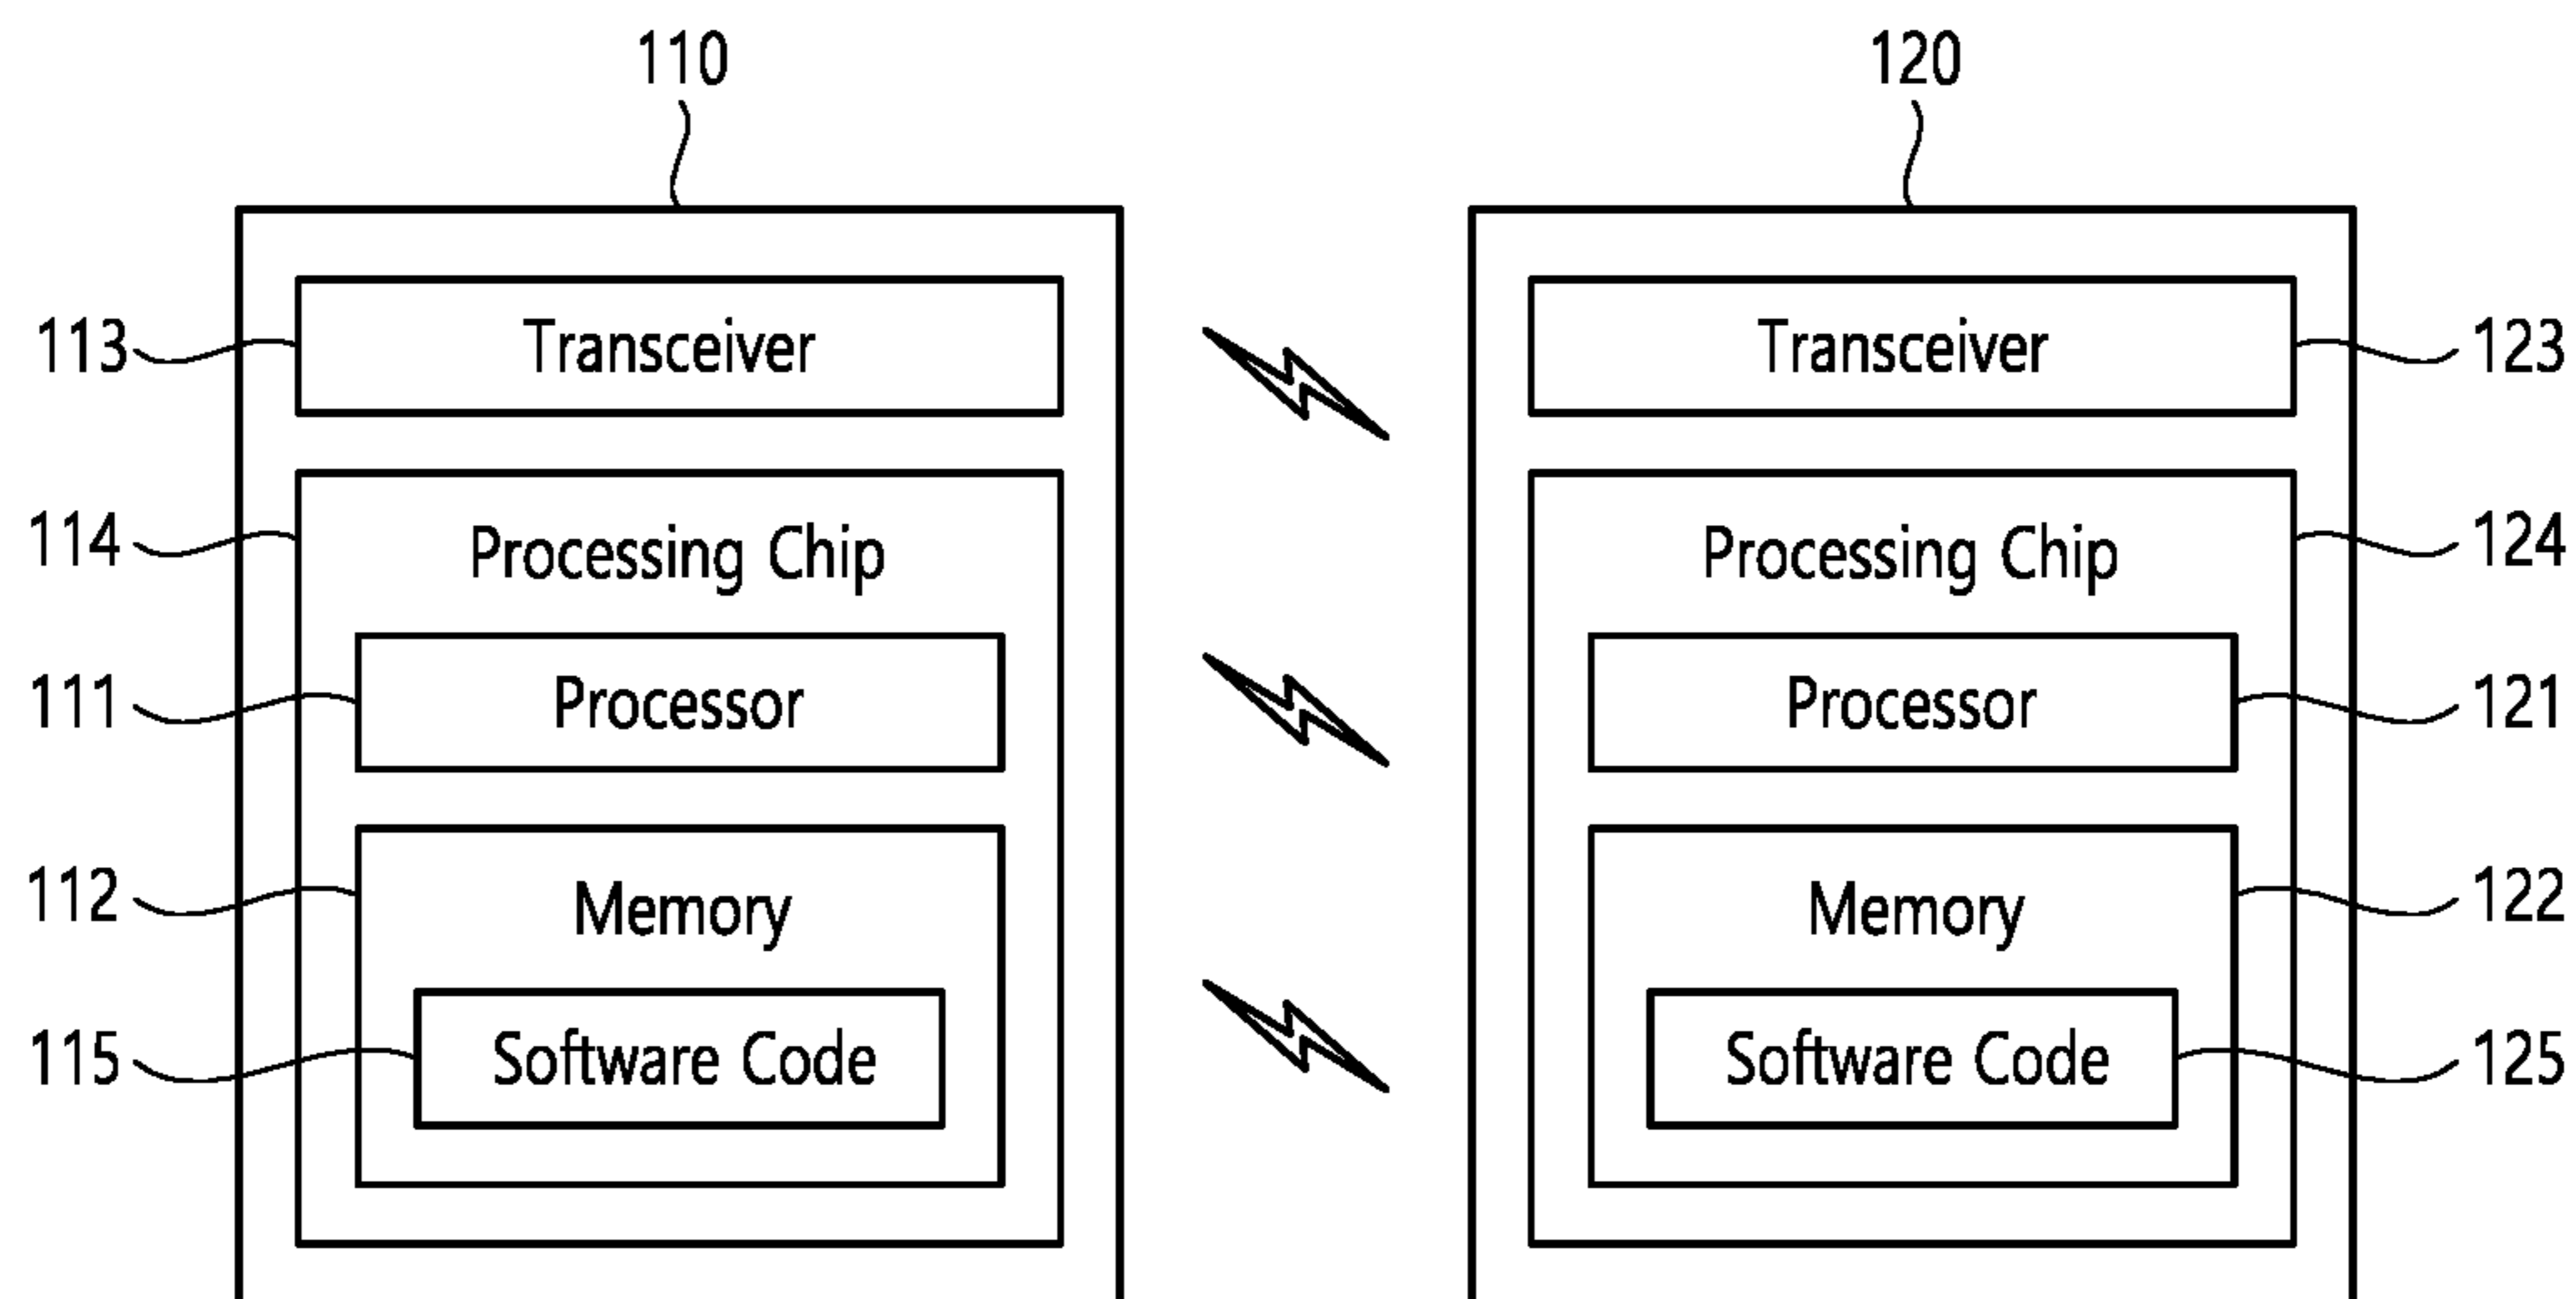 110
120
113
Transceiver
Transceiver
123
114
Processing Chip
Processing Chip
124
111
Processor
Processor
121
112
Memory
Memory
122
115
Software Code
Software Code
125